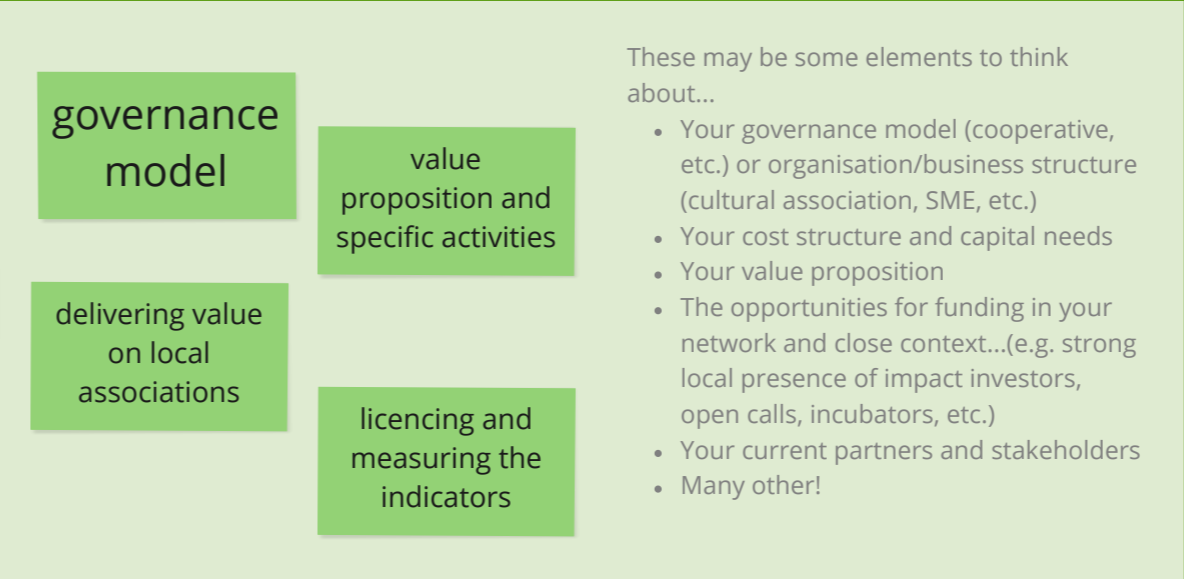 governance
model
value
proposition and
specific activities
delivering value
on local
associations
licencing and
measuring the
indicators
These may be some elements to think
about...
• Your governance model (cooperative,
etc.) or organisation/business structure
(cultural association, SME, etc.)
• Your cost structure and capital needs
• Your value proposition
• The opportunities for funding in your
network and close context...(e.g. strong
local presence of impact investors,
open calls, incubators, etc.)
• Your current partners and stakeholders
• Many other!